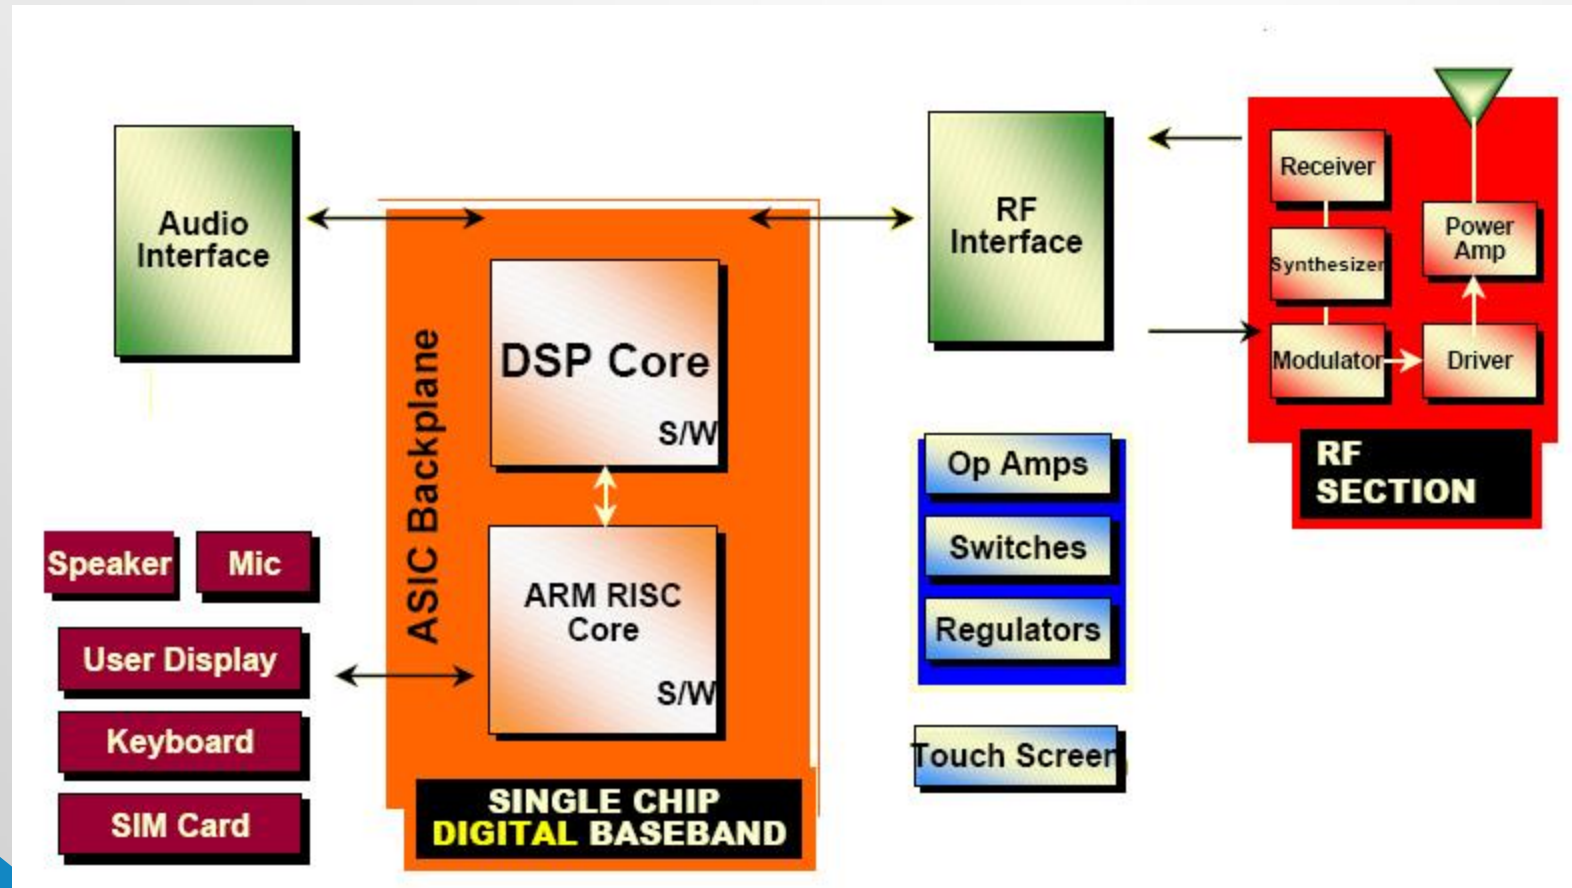 Audio
Interface
ASIC Backplane
DSP Core
S/W
ARM RISC
Core
S/W
SINGLE CHIP
DIGITAL BASEBAND
Speaker
Mic
User Display
Keyboard
SIM Card
RF
Interface
Op Amps
Switches
Regulators
Touch Screen
Receiver
Synthesizer
Modulator
Power
Amp
Driver
RF
SECTION